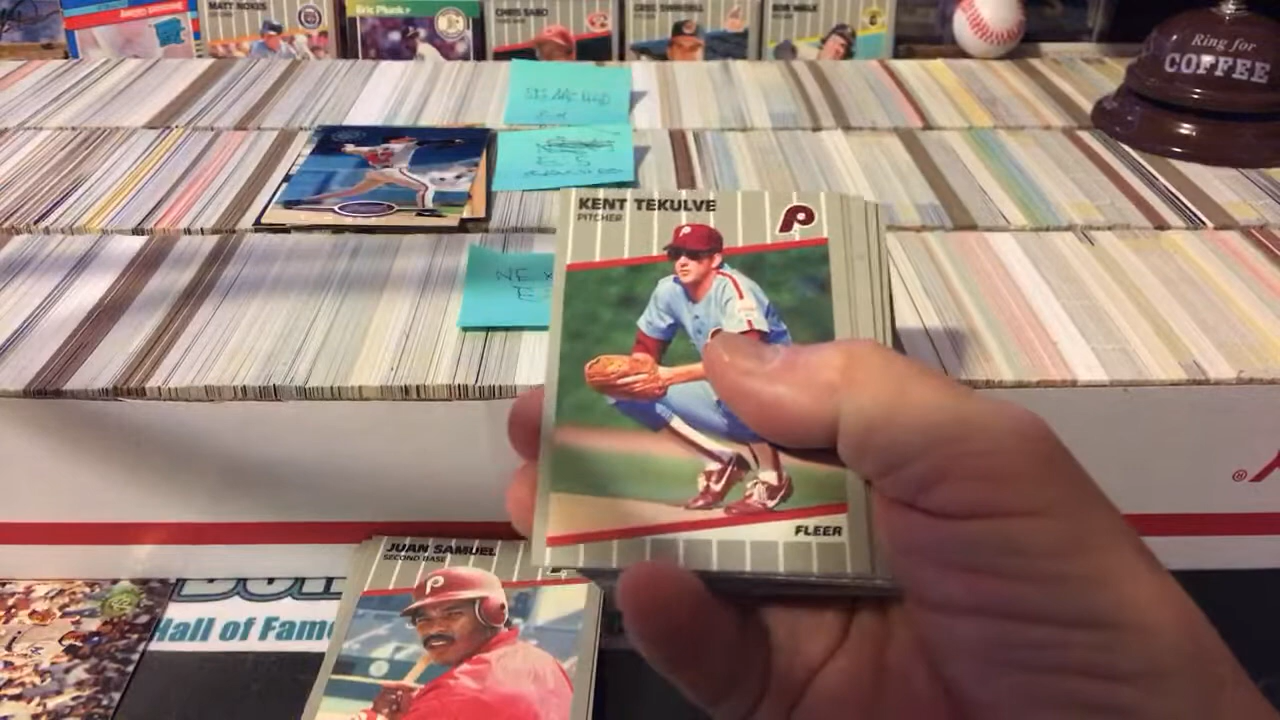 MATT NOKES
Eric Plunk
CHRIS SABO
GREG SWINDELL
BOB WALK
Ring for
COFFEE
E-S
NEX
E
KENT TEKULVE
PITCHER
P
FLEER
JUAN SAMUEL
SECOND BASE
P
Hall of Fame
®